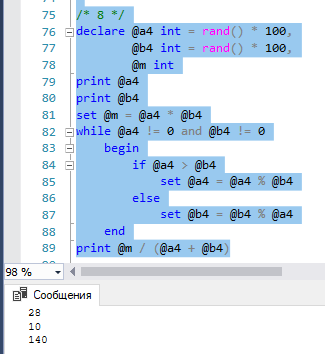 75 /* 8 */
76 declare @a4 int = rand() * 100,
77 @b4 int = rand() * 100,
78 @m int
79 print @a4
80 print @b4
81 set @m = @a4 * @b4
82 while @a4 != 0 and @b4 != 0
83 begin
84 if @a4 > @b4
85 set @a4 = @a4 % @b4
86 else
87 set @b4 = @b4 % @a4
88 end
89 print @m / (@a4 + @b4)
98 %
Сообщения
28
10
140